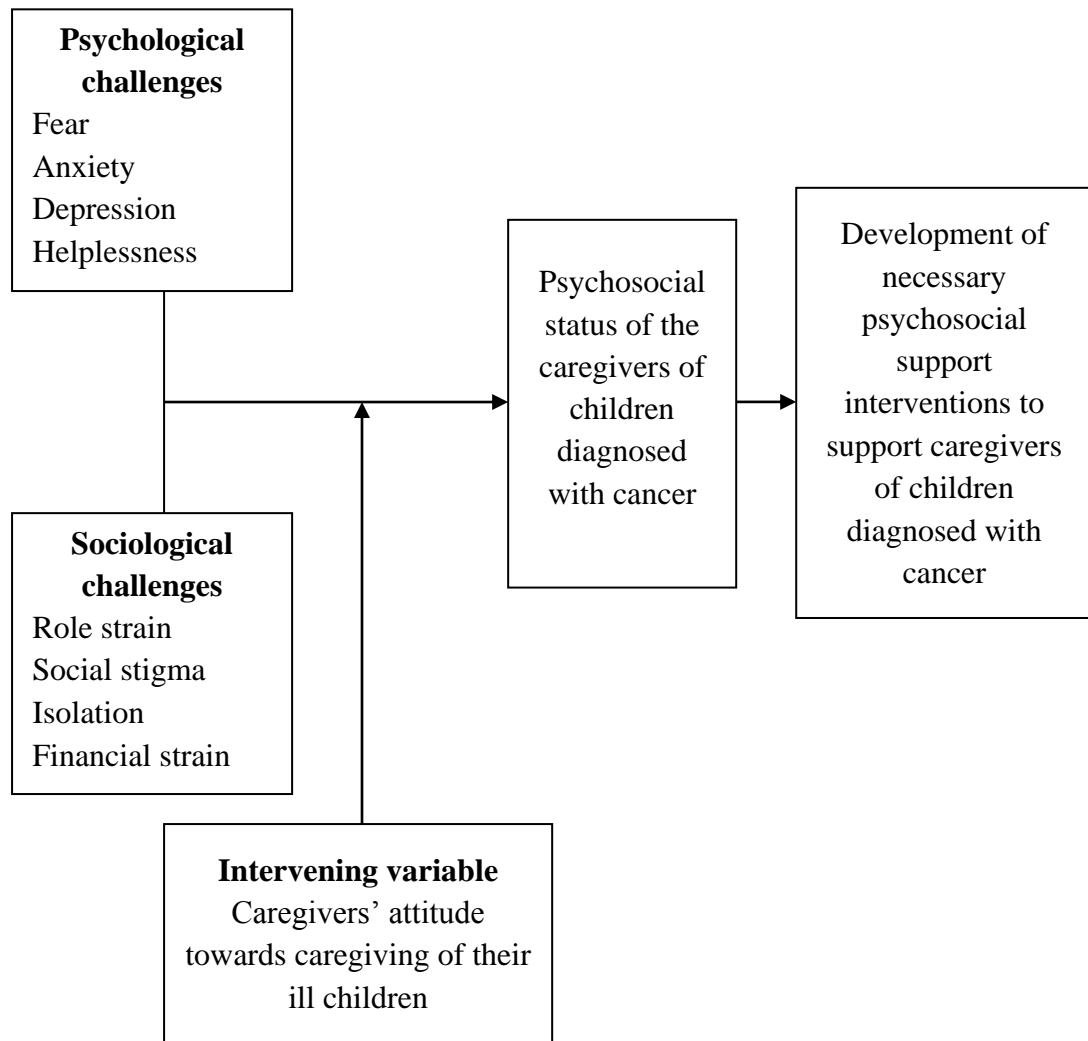 Psychological
challenges
Fear
Anxiety
Depression
Helplessness
Sociological
challenges
Role strain
Social stigma
Isolation
Financial strain
Intervening variable
Caregivers’ attitude
towards caregiving of their
ill children
Psychosocial
status of the
caregivers of
children
diagnosed
with cancer
Development of
necessary
psychosocial
support
interventions to
support caregivers
of children
diagnosed with
cancer